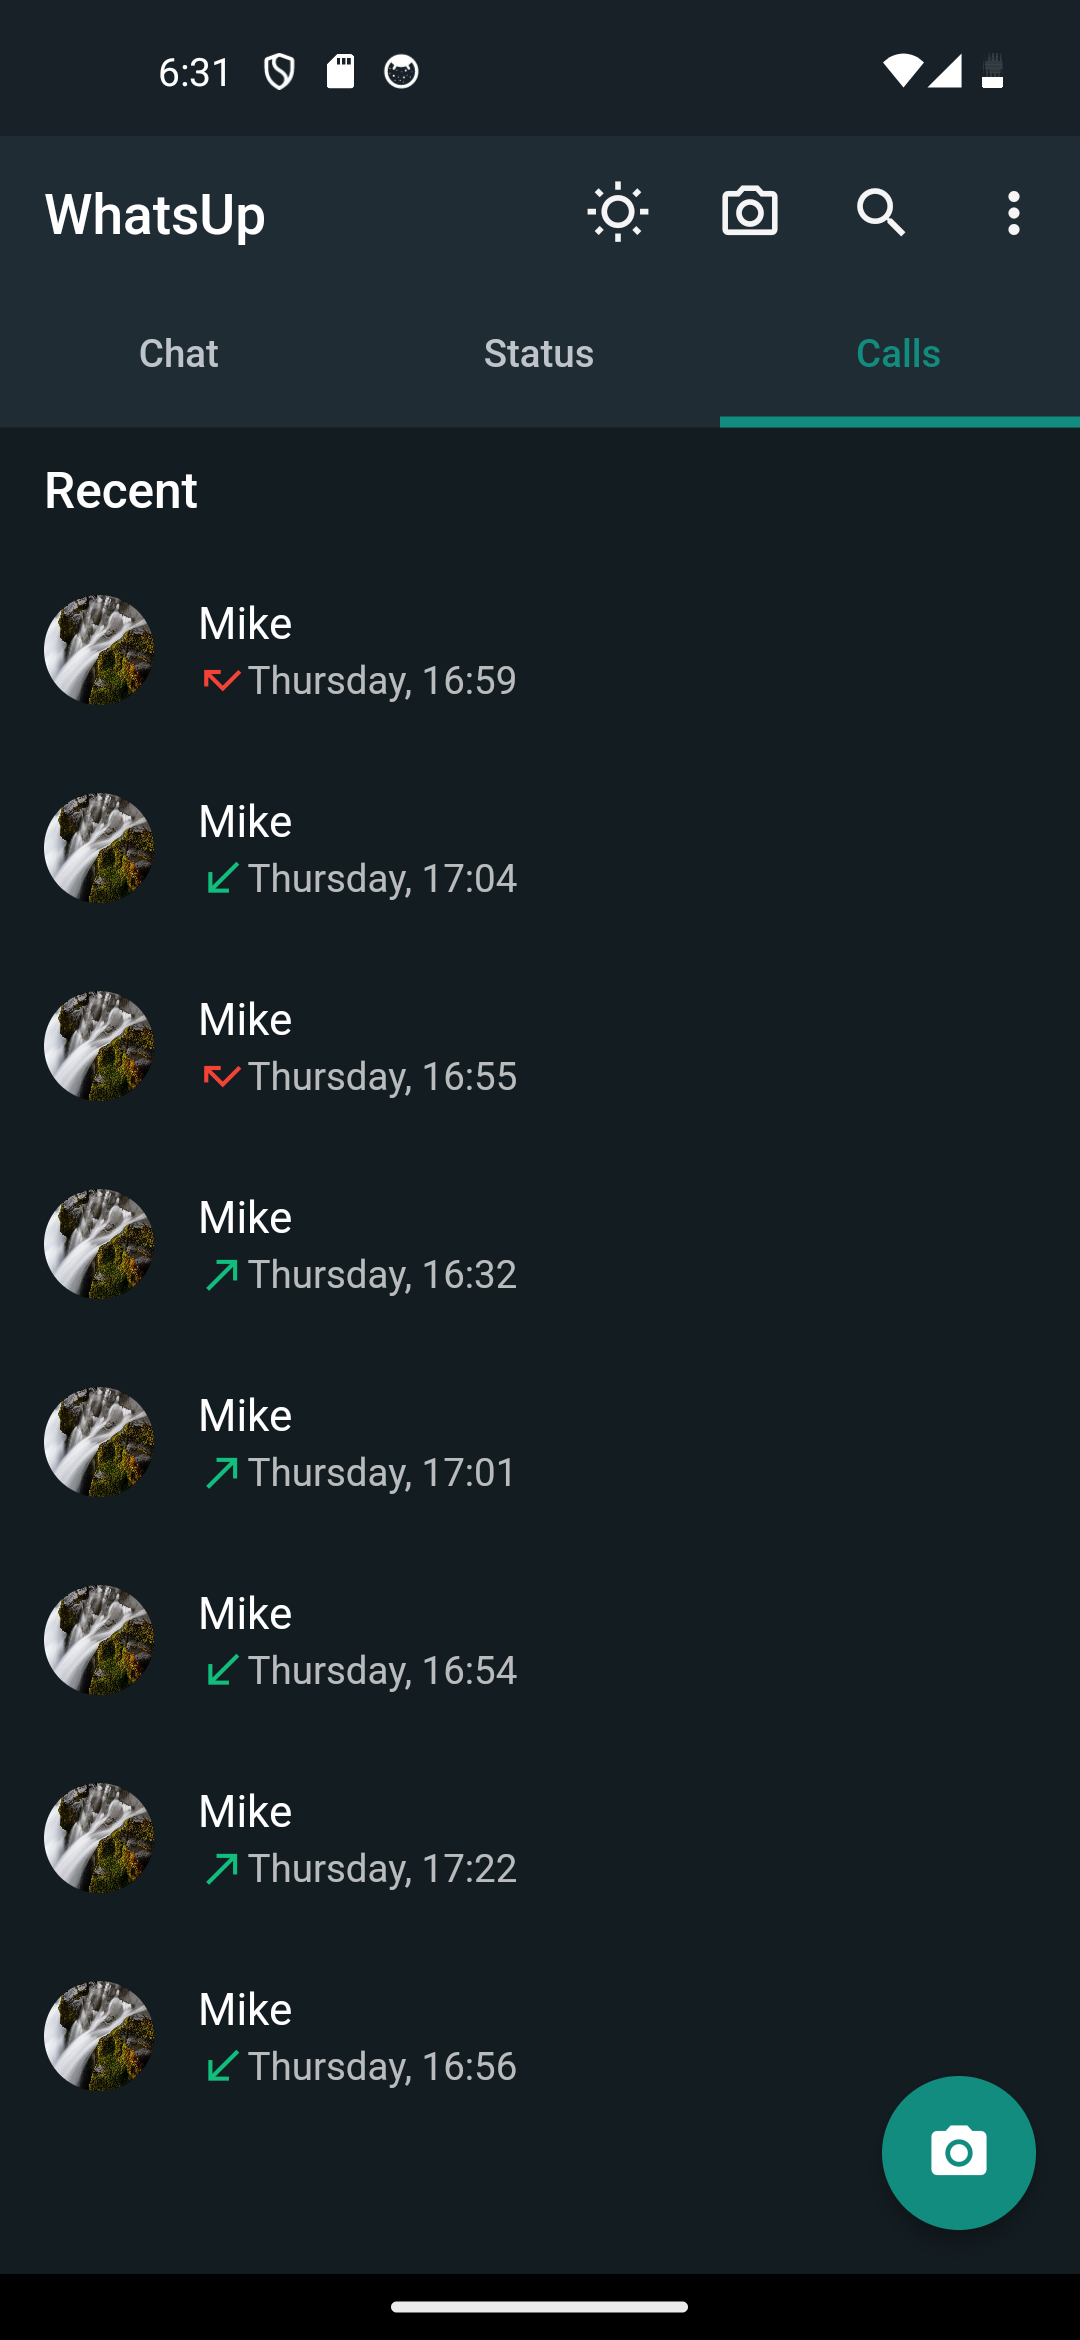 6:31
WhatsUp
Chat Status Calls
Recent
Mike
Thursday, 16:59
Mike
Thursday, 17:04
Mike
Thursday, 16:55
Mike
Thursday, 16:32
Mike
Thursday, 17:01
Mike
Thursday, 16:54
Mike
Thursday, 17:22
Mike
Thursday, 16:56